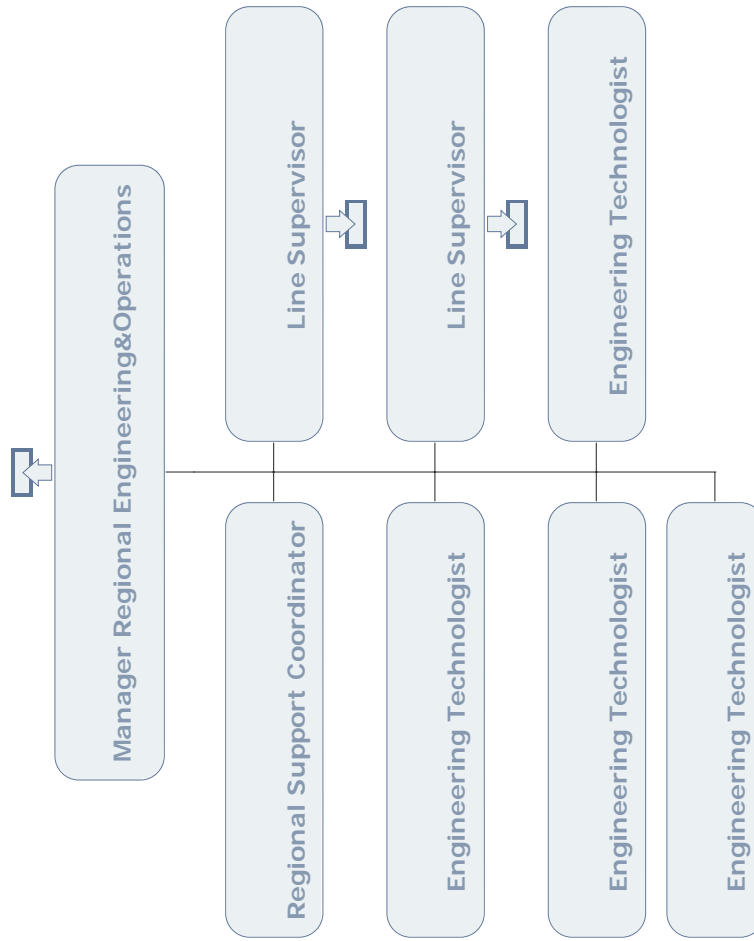 Manager Regional Engineering&Operations
Regional Support Coordinator
Line Supervisor
Engineering Technologist
Line Supervisor
Engineering Technologist
Engineering Technologist
Engineering Technologist